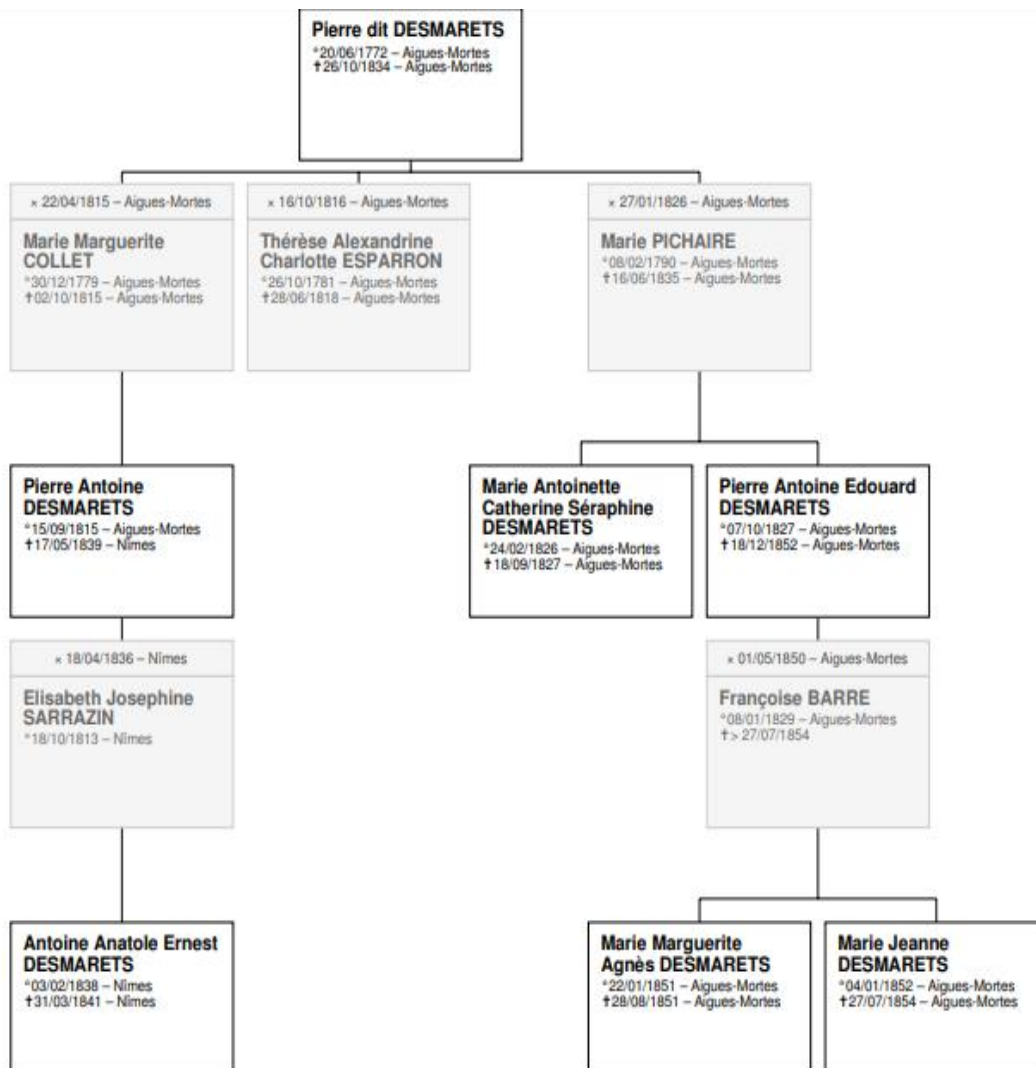 Pierre dit DESMARETS
°20/06/1772 – Aigues-Mortes
†26/10/1834 – Aigues-Mortes
× 22/04/1815 – Aigues-Mortes
Marie Marguerite
COLLET
°30/12/1779 – Aigues-Mortes
†02/10/1815 – Aigues-Mortes
× 16/10/1816 – Aigues-Mortes
Thérèse Alexandrine
Charlotte ESPARRON
°26/10/1781 – Aigues-Mortes
†28/06/1818 – Aigues-Mortes
× 27/01/1826 – Aigues-Mortes
Marie PICHAIRE
°08/02/1790 – Aigues-Mortes
†16/06/1835 – Aigues-Mortes
Pierre Antoine
DESMARETS
°15/09/1815 – Aigues-Mortes
†17/05/1839 – Nîmes
Marie Antoinette
Catherine Séraphine
DESMARETS
°24/02/1826 – Aigues-Mortes
†18/09/1827 – Aigues-Mortes
Pierre Antoine Edouard
DESMARETS
°07/10/1827 – Aigues-Mortes
†18/12/1852 – Aigues-Mortes
× 18/04/1836 – Nîmes
Elisabeth Josephine
SARRAZIN
°18/10/1813 – Nîmes
× 01/05/1850 – Aigues-Mortes
Françoise BARRE
°08/01/1829 – Aigues-Mortes
†> 27/07/1854
Antoine Anatole Ernest
DESMARETS
°03/02/1838 – Nîmes
†31/03/1841 – Nîmes
Marie Marguerite
Agnès DESMARETS
°22/01/1851 – Aigues-Mortes
†28/08/1851 – Aigues-Mortes
Marie Jeanne
DESMARETS
°04/01/1852 – Aigues-Mortes
†27/07/1854 – Aigues-Mortes